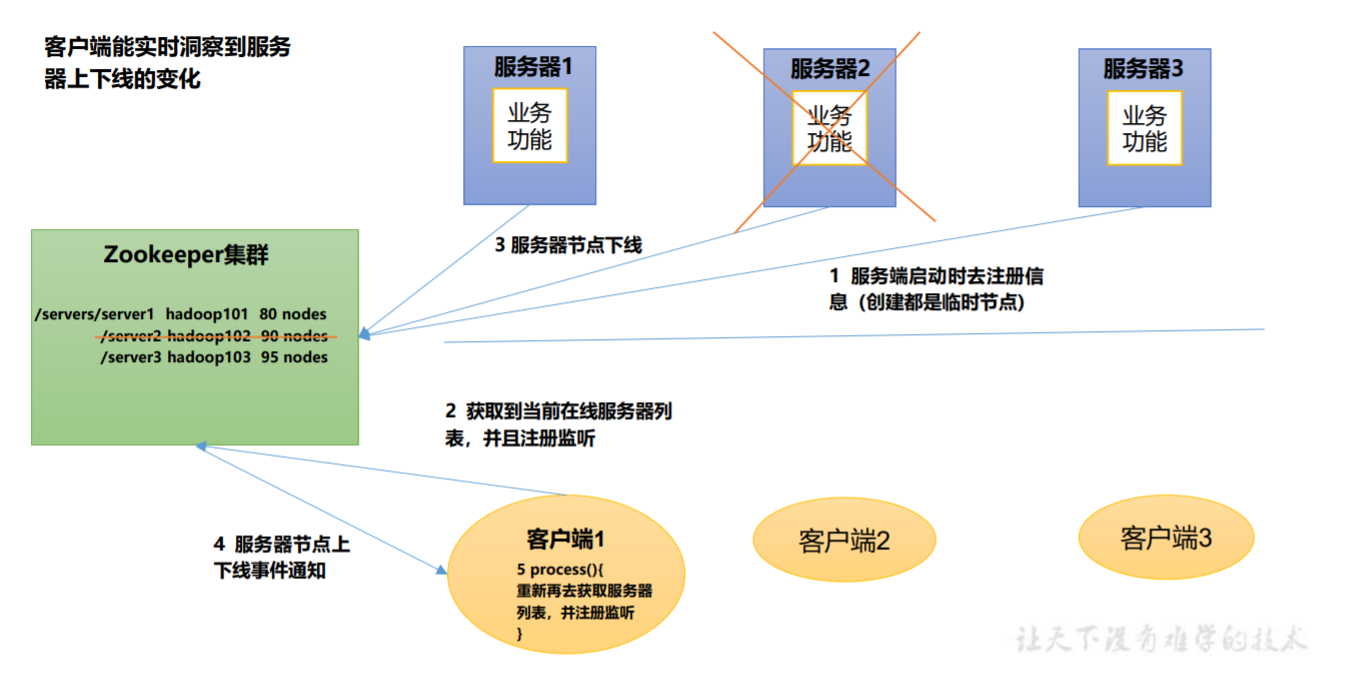 客户端能实时洞察到服务
器上下线的变化
服务器1
业务
功能
服务器2
业务
功能
服务器3
业务
功能
3 服务器节点下线
1 服务端启动时去注册信
息（创建都是临时节点）
Zookeeper集群
/servers/server1 hadoop101 80 nodes
/server2 hadoop102 90 nodes
/server3 hadoop103 95 nodes
2 获取到当前在线服务器列
表，并且注册监听
4 服务器节点上
下线事件通知
客户端1
5 process(){
重新再去获取服务器
列表，并注册监听
}
客户端2
客户端3
让天下没有难学的技术